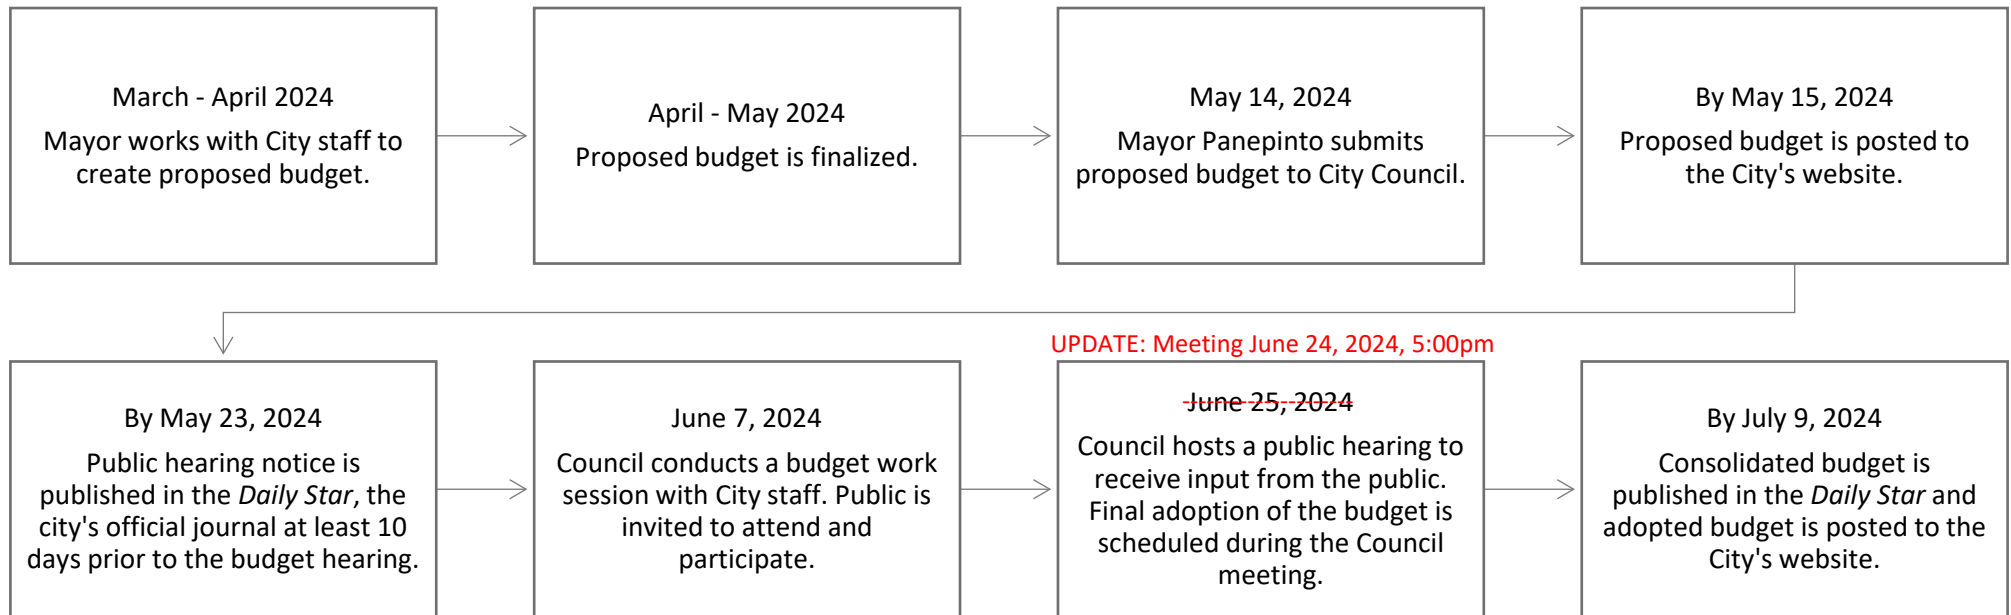 March - April 2024
Mayor works with City staff to
create proposed budget.
April - May 2024
Proposed budget is finalized.
May 14, 2024
Mayor Panepinto submits
proposed budget to City Council.
By May 15, 2024
Proposed budget is posted to
the City's website.
By May 23, 2024
Public hearing notice is
published in the Daily Star, the
city's official journal at least 10
days prior to the budget hearing.
June 7, 2024
Council conducts a budget work
session with City staff. Public is
invited to attend and
participate.
UPDATE: Meeting June 24, 2024, 5:00pm
June 25, 2024
Council hosts a public hearing to
receive input from the public.
Final adoption of the budget is
scheduled during the Council
meeting.
By July 9, 2024
Consolidated budget is
published in the Daily Star and
adopted budget is posted to the
City's website.